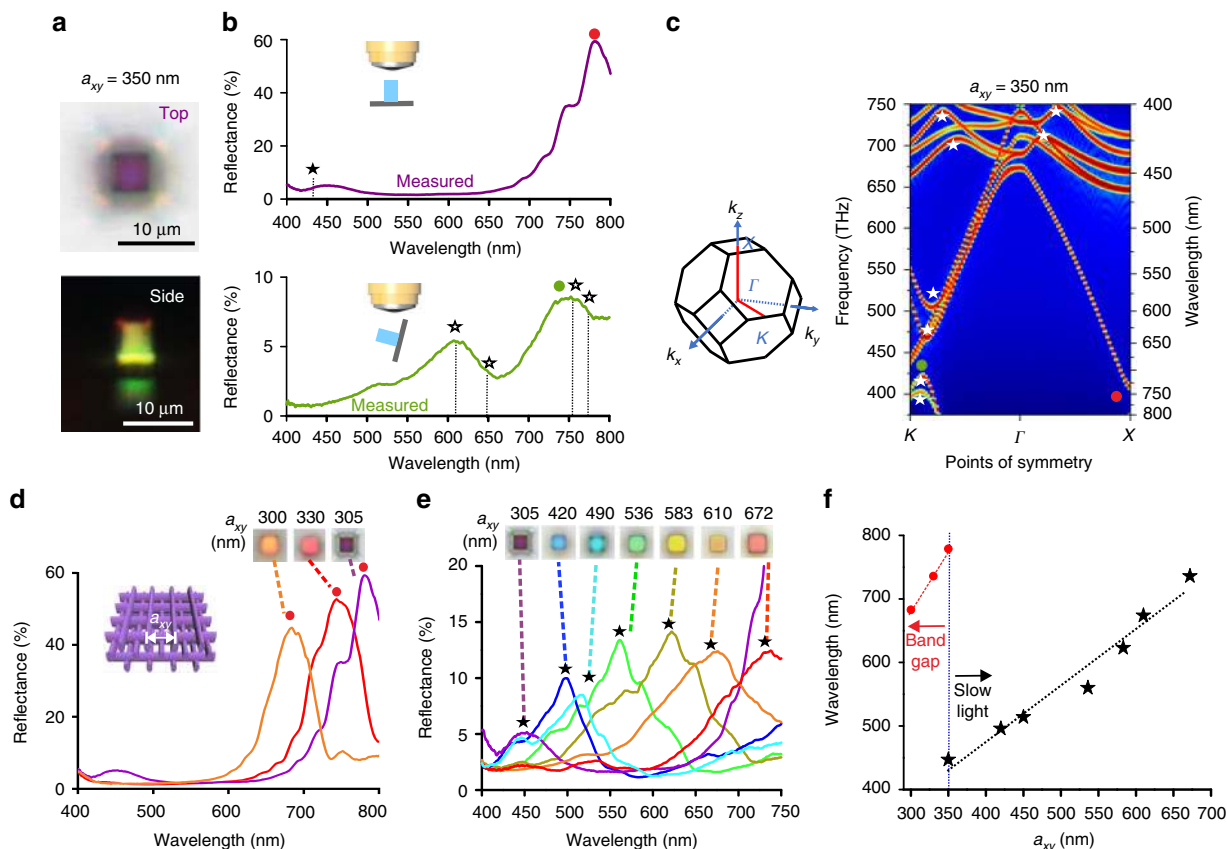 a
a_xy = 350 nm
Top
10 μm
Side
10 μm
b
60
40
20
0
Reflectance (%)
Measured
400 450 500 550 600 650 700 750 800
Wavelength (nm)
10
5
0
Reflectance (%)
Measured
400 450 500 550 600 650 700 750 800
Wavelength (nm)
c
k_z
X
Γ
K
k_x
k_y
a_xy = 350 nm
750
700
650
600
550
500
450
400
Frequency (THz)
400
450
500
550
600
650
750
800
Wavelength (nm)
K Γ X
Points of symmetry
d
a_xy
(nm)
300 330 305
a_xy
60
40
20
0
Reflectance (%)
400 500 600 700 800
Wavelength (nm)
e
a_xy
(nm)
305 420 490 536 583 610 672
20
15
10
5
0
Reflectance (%)
400 450 500 550 600 650 700 750
Wavelength (nm)
f
800
700
600
500
400
Wavelength (nm)
Band
gap
Slow
light
300 350 400 450 500 550 600 650 700
a_xy (nm)